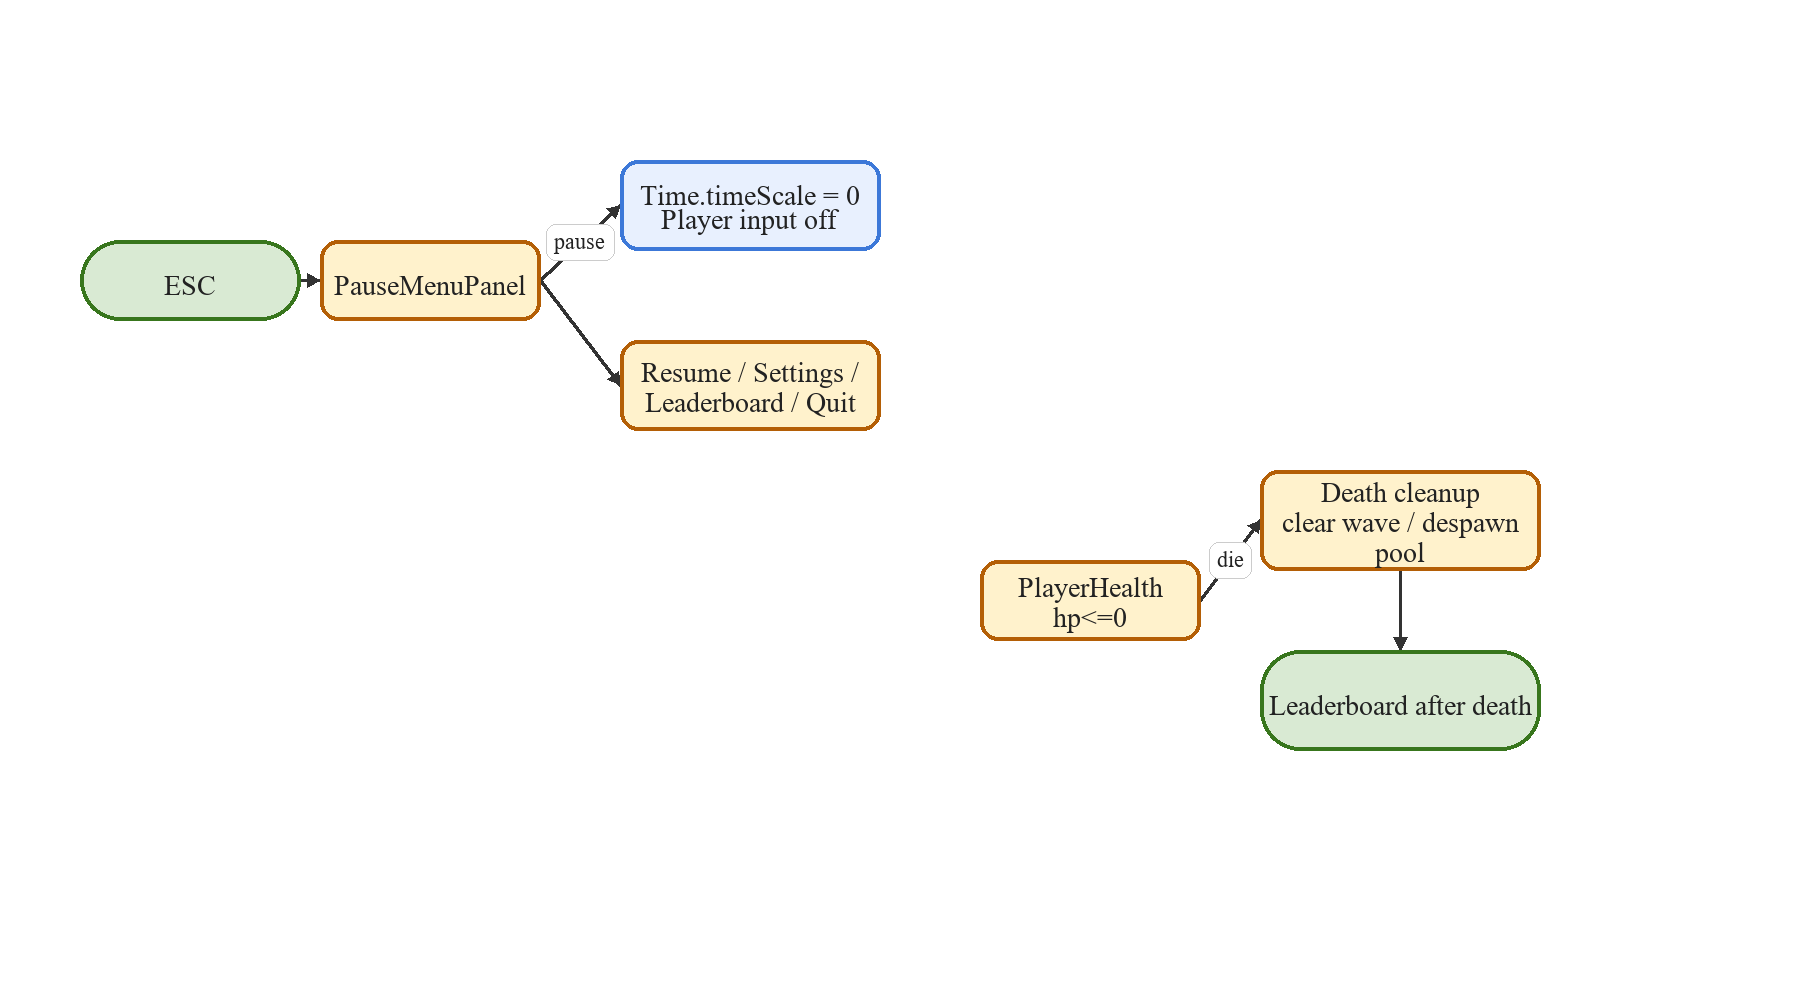 ESC
PauseMenuPanel
pause
Time.timeScale = 0
Player input off
Resume / Settings /
Leaderboard / Quit
PlayerHealth
hp<=0
die
Death cleanup
clear wave / despawn
pool
Leaderboard after death